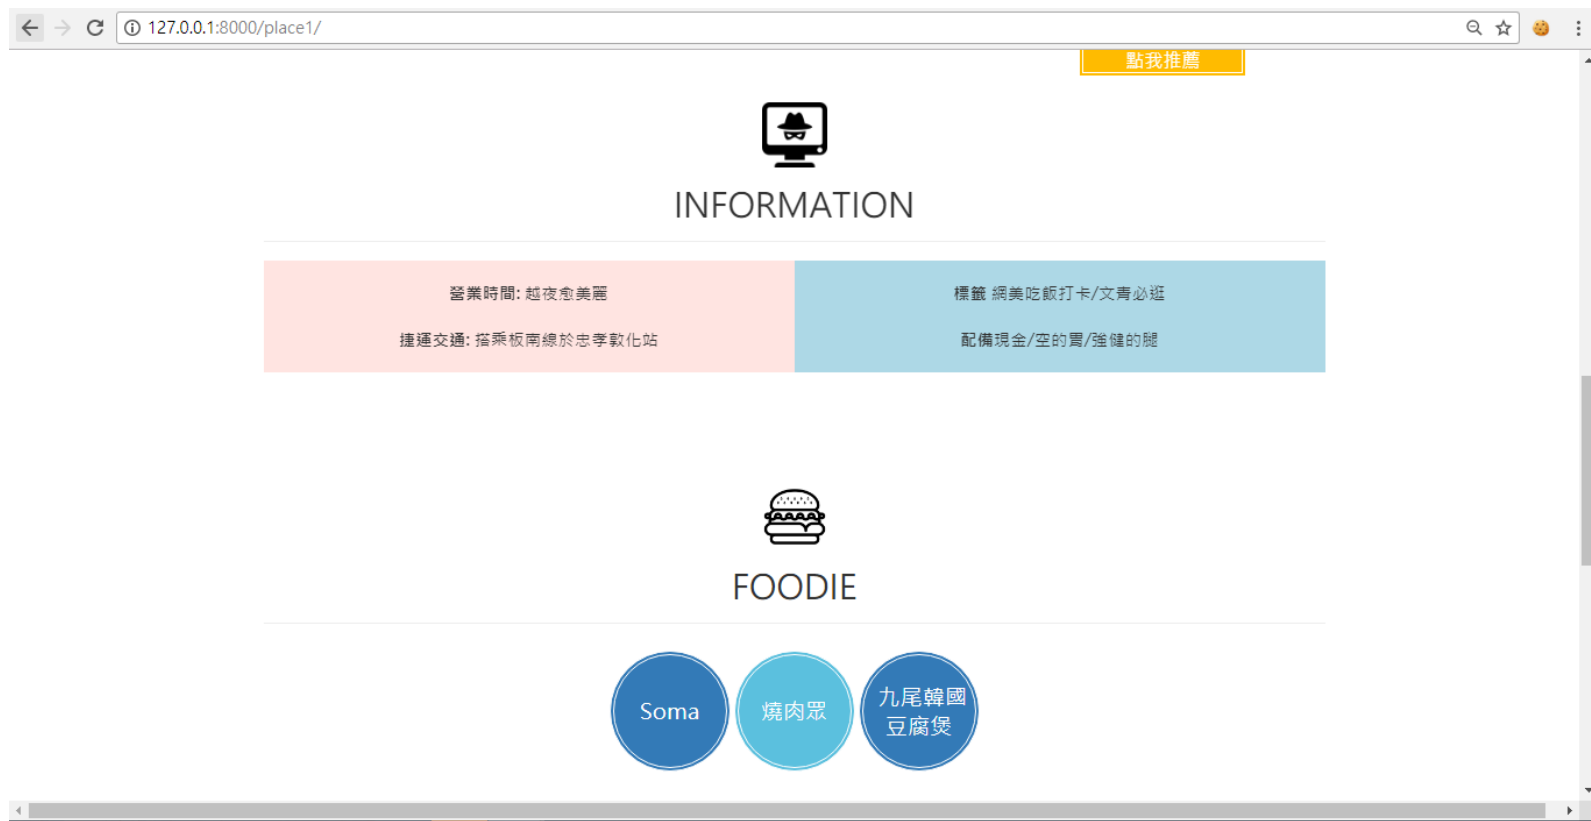 127.0.0.1:8000/place1/
點我推薦
INFORMATION
營業時間: 越夜愈美麗
標籤 網美吃飯打卡/文青必逛
捷運交通: 搭乘板南線於忠孝敦化站
配備現金/空的胃/強健的腿
FOODIE
Soma
燒肉眾
九尾韓國
豆腐煲